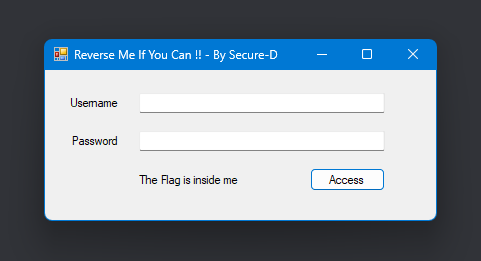 Reverse Me If You Can !! - By Secure-D
Username
Password
The Flag is inside me
Access